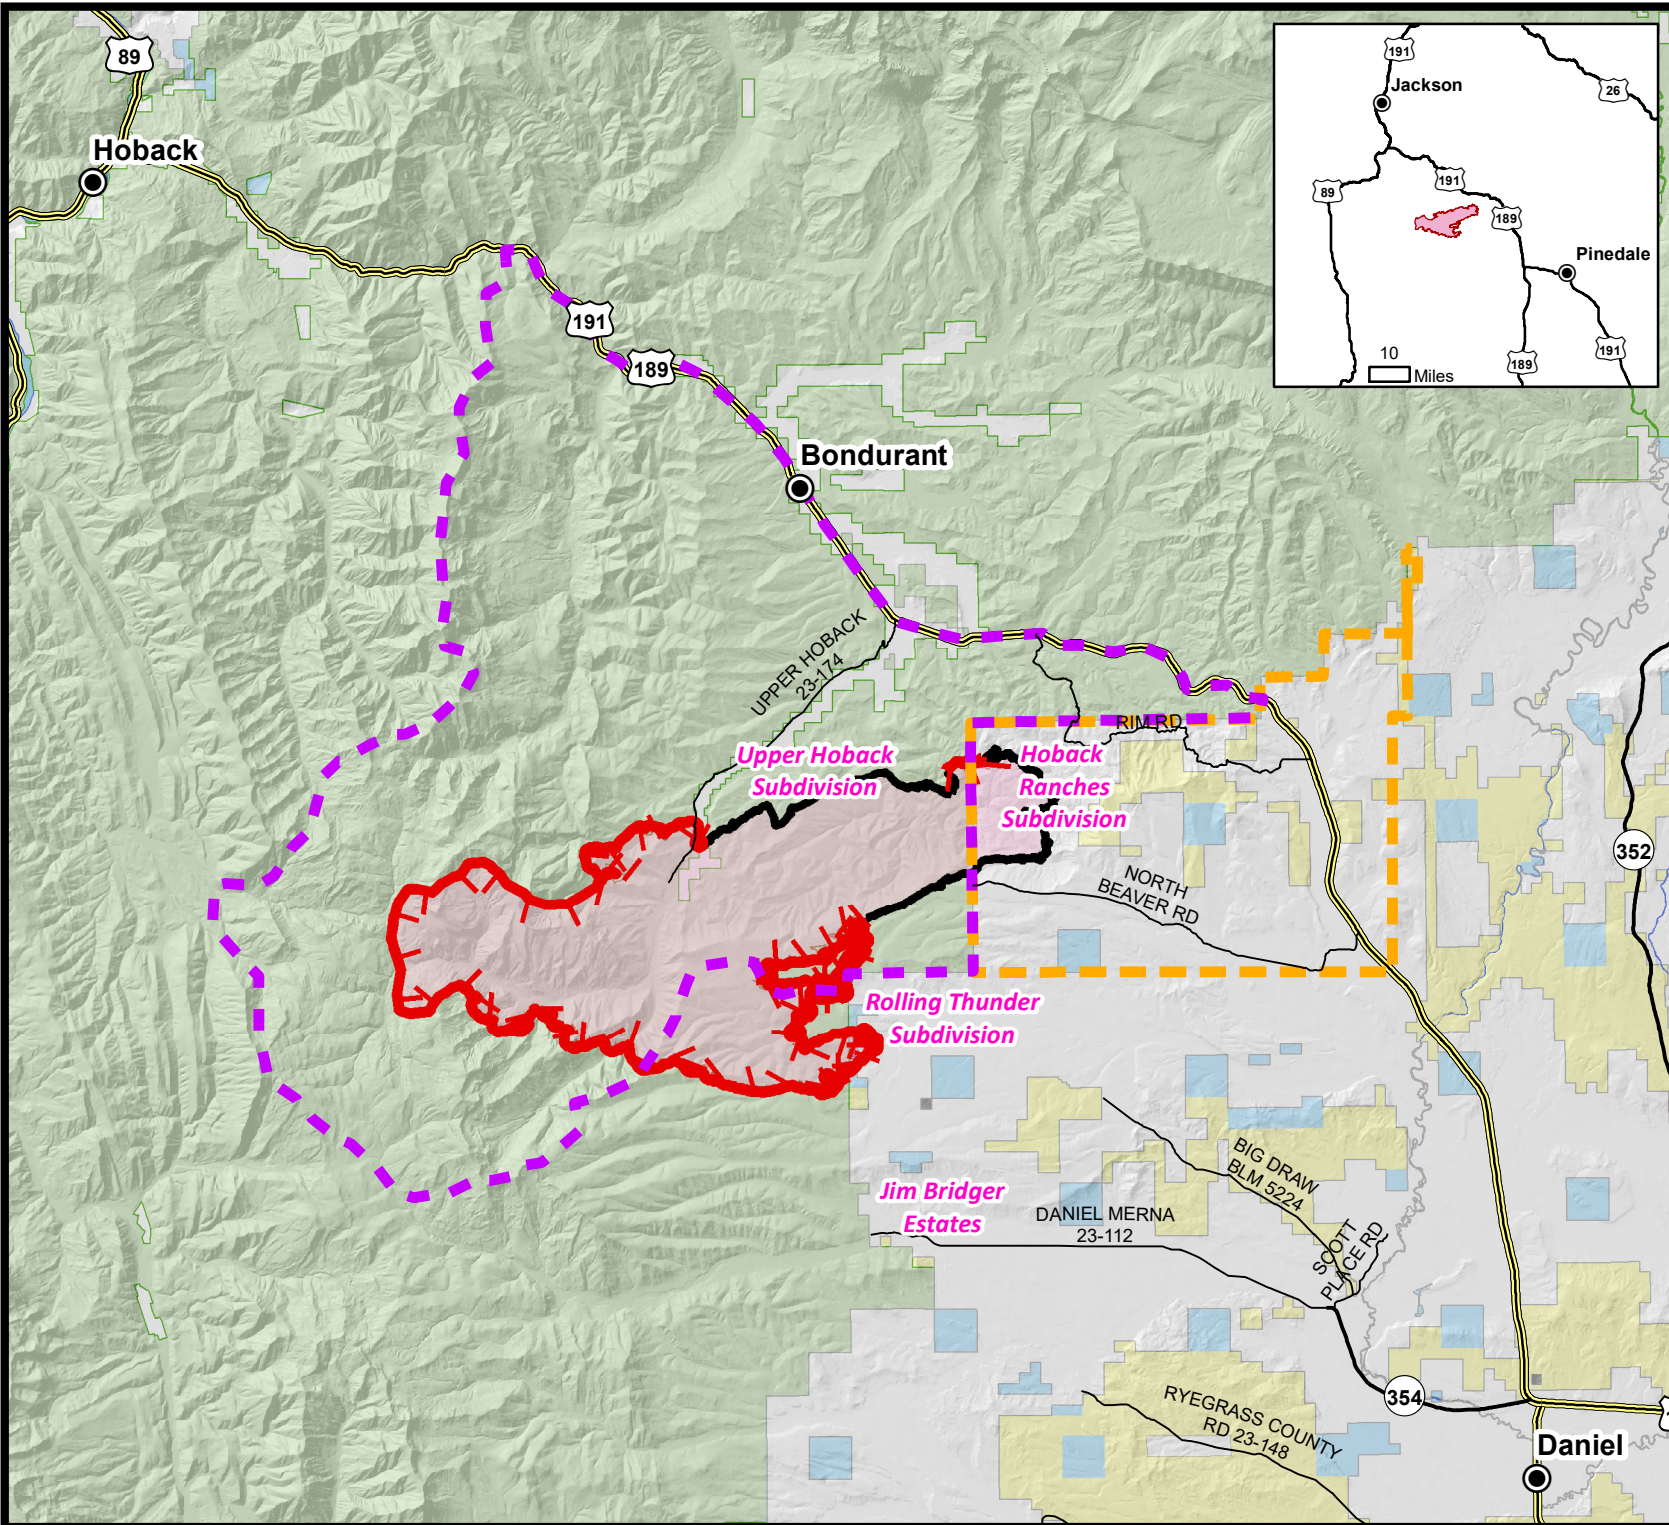 89
Hoback
191
189
Bondurant
191
Jackson
26
89
191
189
Pinedale
10
Miles
189
191
UPPER HOBACK
23-174
RIM RD
Upper Hoback
Subdivision
Hoback
Ranches
Subdivision
352
NORTH
BEAVER RD
Rolling Thunder
Subdivision
BIG DRAW
BLM 5224
Jim Bridger
Estates
DANIEL MERNA
23-112
SCOTT
PLACE RD
354
RYEGRASS COUNTY
RD 23-148
Daniel